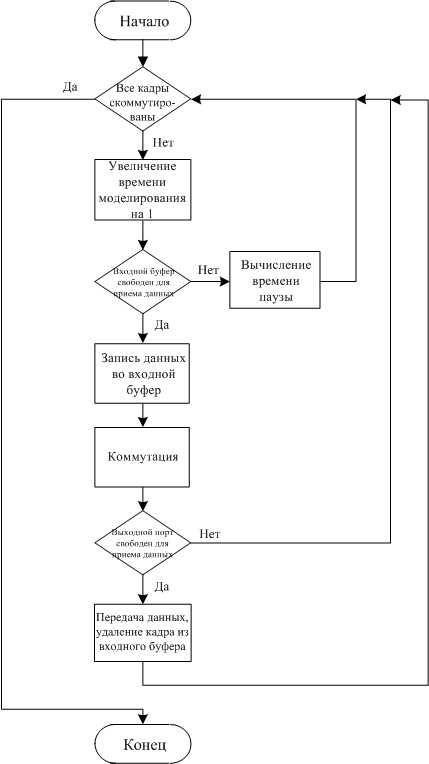 Начало
Да
Все кадры
скоммутиро-
ваны
Нет
Увеличение
времени
моделирования
на 1
Входной буфер
свободен для
приема данных
Нет
Вычисление
времени
паузы
Да
Запись данных
во входной
буфер
Коммутация
Выходной порт
свободен для
приема данных
Нет
Да
Передача данных,
удаление кадра из
входного буфера
Конец